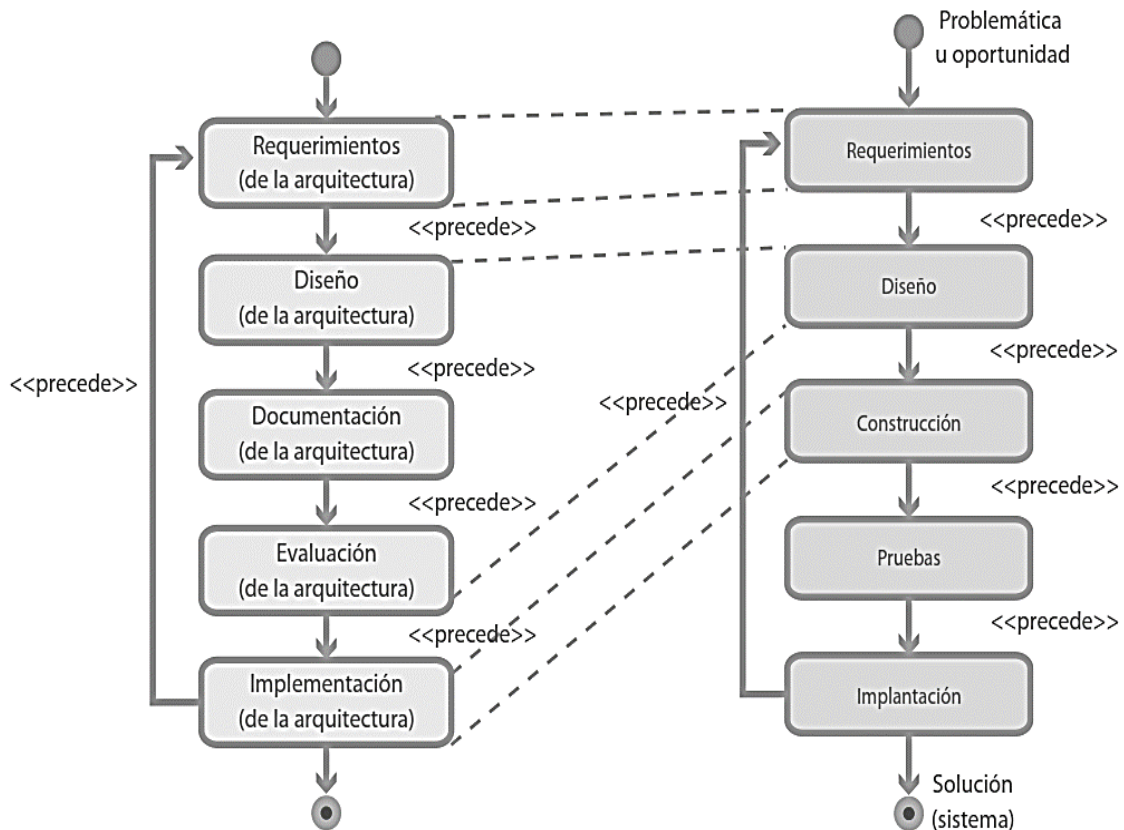 Problemática
u oportunidad
Requerimientos
(de la arquitectura)
Requerimientos
<<precede>>
<<precede>>
Diseño
(de la arquitectura)
Diseño
<<precede>>
<<precede>>
<<precede>>
<<precede>>
Documentación
(de la arquitectura)
Construcción
<<precede>>
<<precede>>
Evaluación
(de la arquitectura)
Pruebas
<<precede>>
<<precede>>
Implementación
(de la arquitectura)
Implantación
Solución
(sistema)